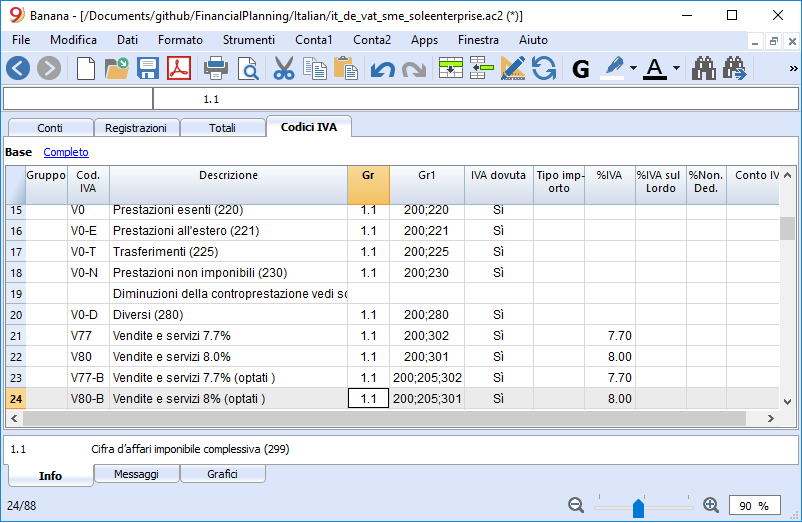 Banana - [/Documents/github/FinancialPlanning/Italian/it_de_vat_sme_soleenterprise.ac2 (*)]
File Modifica Dati Formato Strumenti Conta1 Conta2 Apps Finestra Aiuto
G A »
1.1
Conti Registrazioni Totali Codici IVA
Base Completo
Gruppo Cod. IVA Descrizione Gr Gr1 IVA dovuta Tipo imp- orto %IVA %IVA sul Lordo %Non. Ded. Conto IV
15 V0 Prestazioni esenti (220) 1.1 200;220 Sì
16 V0-E Prestazioni all'estero (221) 1.1 200;221 Sì
17 V0-T Trasferimenti (225) 1.1 200;225 Sì
18 V0-N Prestazioni non imponibili (230) 1.1 200;230 Sì
19 Diminuzioni della controprestazione vedi so
20 V0-D Diversi (280) 1.1 200;280 Sì
21 V77 Vendite e servizi 7.7% 1.1 200;302 Sì 7.70
22 V80 Vendite e servizi 8.0% 1.1 200;301 Sì 8.00
23 V77-B Vendite e servizi 7.7% (optati ) 1.1 200;205;302 Sì 7.70
24 V80-B Vendite e servizi 8% (optati ) 1.1 200;205;301 Sì 8.00
1.1 Cifra d'affari imponibile complessiva (299)
Info Messaggi Grafici
24/88 90 %